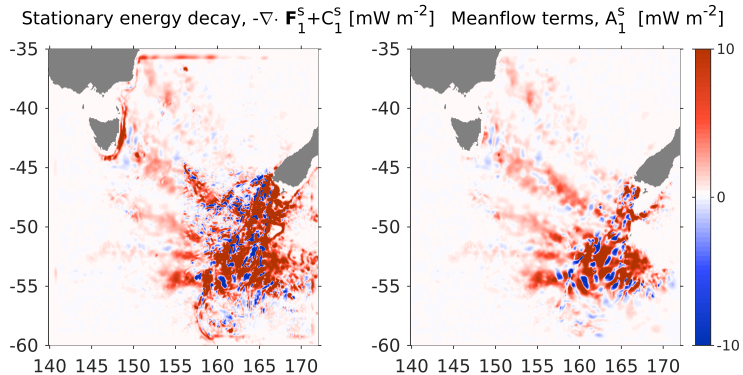 Stationary energy decay, -∇· F₁ˢ+C₁ˢ [mW m⁻²] Meanflow terms, A₁ˢ [mW m⁻²]
-35 -35 10
-40 -40
-45 -45
0
-50 -50
-55 -55
-60 -60 -10
140 145 150 155 160 165 170 140 145 150 155 160 165 170